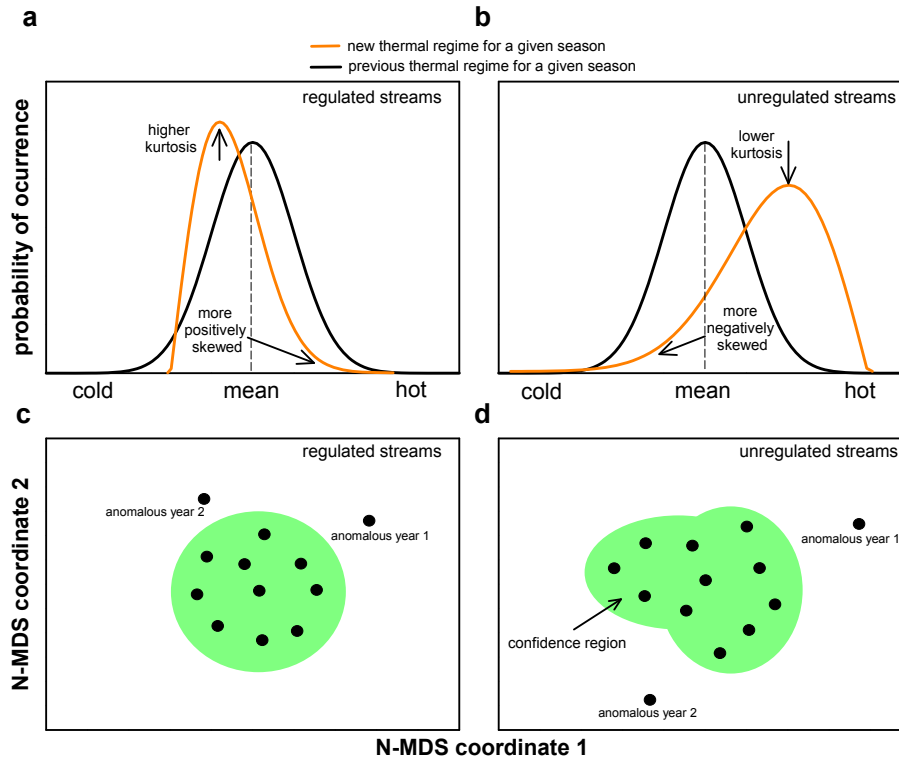 a
b
new thermal regime for a given season
previous thermal regime for a given season
probability of ocurrence
regulated streams
higher
kurtosis
more
positively
skewed
cold
mean
hot
unregulated streams
lower
kurtosis
more
negatively
skewed
cold
mean
hot
c
d
N-MDS coordinate 2
regulated streams
anomalous year 2
anomalous year 1
unregulated streams
anomalous year 1
confidence region
anomalous year 2
N-MDS coordinate 1